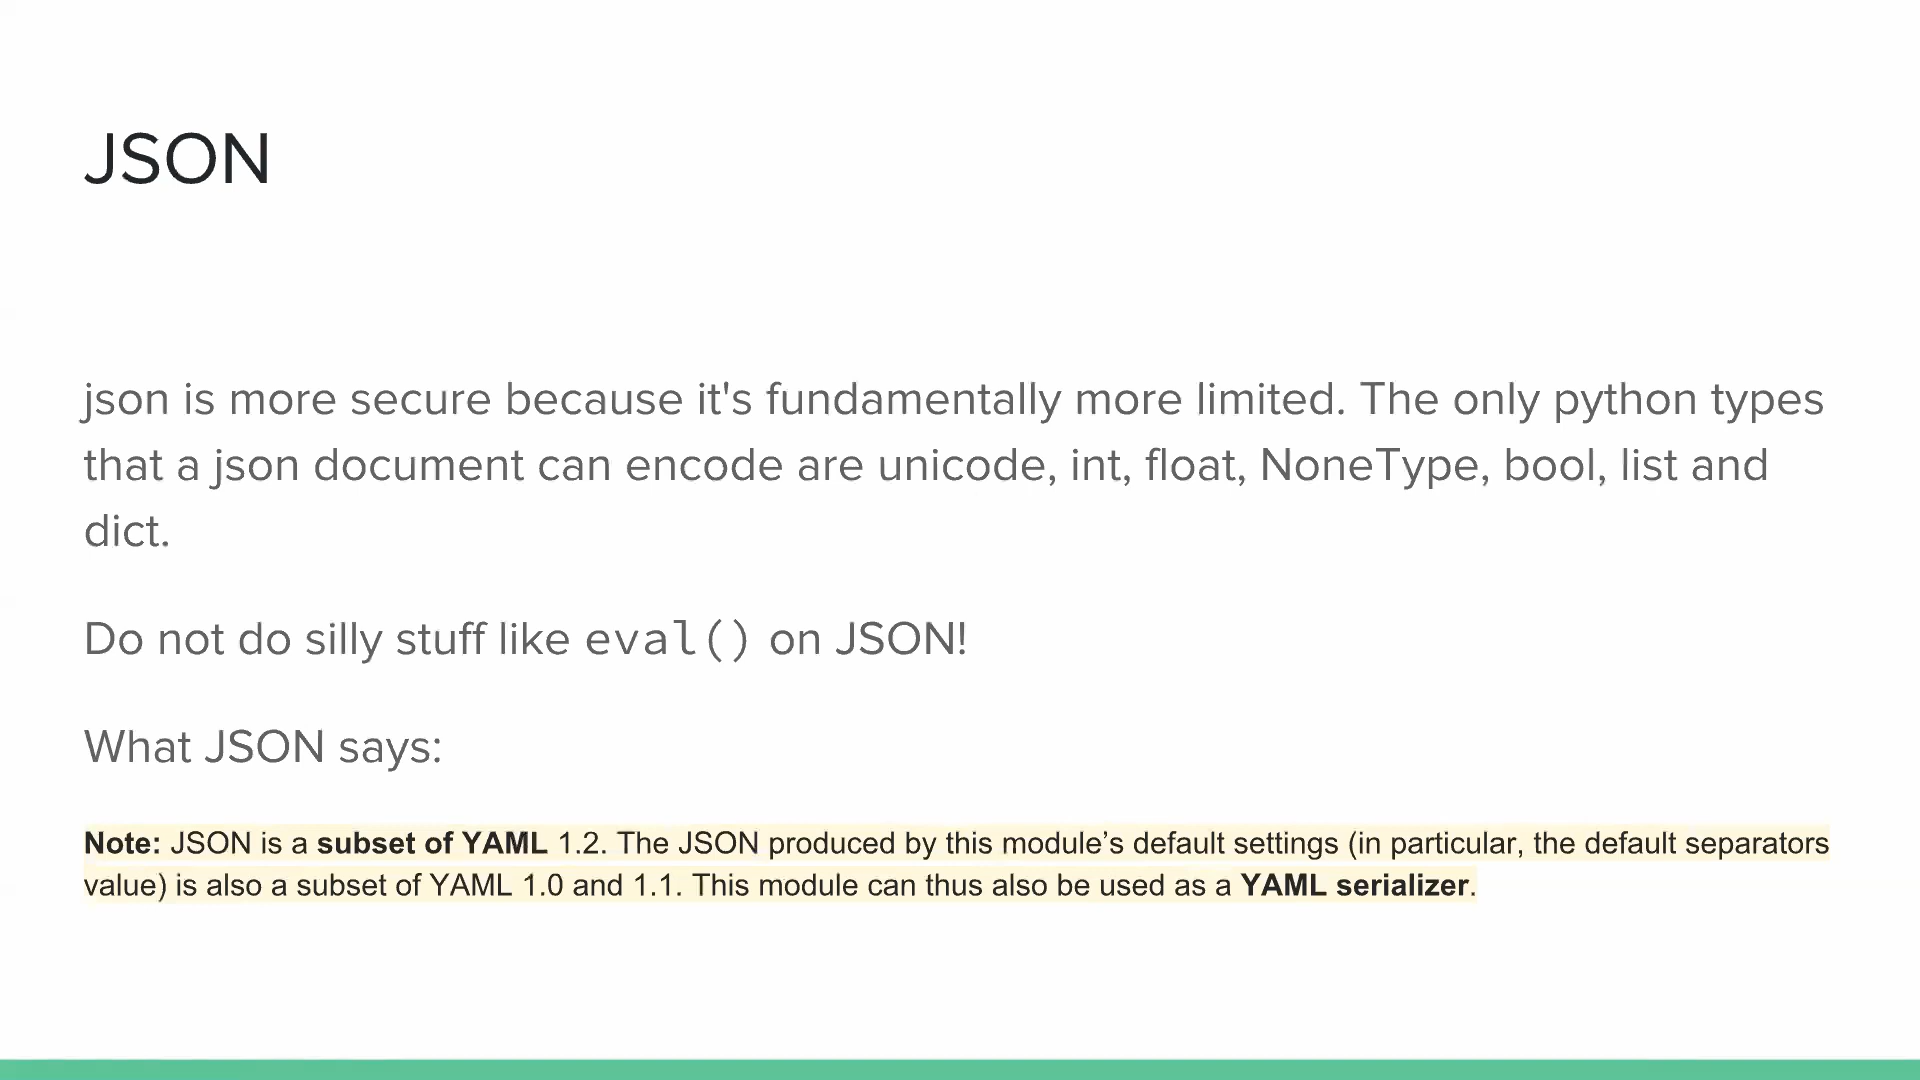 JSON
json is more secure because it's fundamentally more limited. The only python types
that a json document can encode are unicode, int, float, NoneType, bool, list and
dict.
Do not do silly stuff like eval() on JSON!
What JSON says:
Note: JSON is a subset of YAML 1.2. The JSON produced by this module’s default settings (in particular, the default separators
value) is also a subset of YAML 1.0 and 1.1. This module can thus also be used as a YAML serializer.